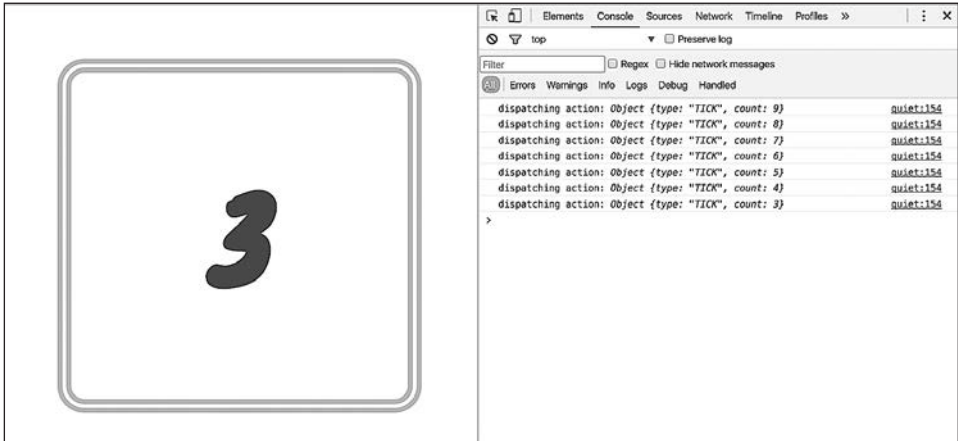 3
Elements Console Sources Network Timeline Profiles »
top Preserve log
Filter Regex Hide network messages
All Errors Warnings Info Logs Debug Handled
dispatching action: Object {type: "TICK", count: 9} quiet:154
dispatching action: Object {type: "TICK", count: 8} quiet:154
dispatching action: Object {type: "TICK", count: 7} quiet:154
dispatching action: Object {type: "TICK", count: 6} quiet:154
dispatching action: Object {type: "TICK", count: 5} quiet:154
dispatching action: Object {type: "TICK", count: 4} quiet:154
dispatching action: Object {type: "TICK", count: 3} quiet:154
>